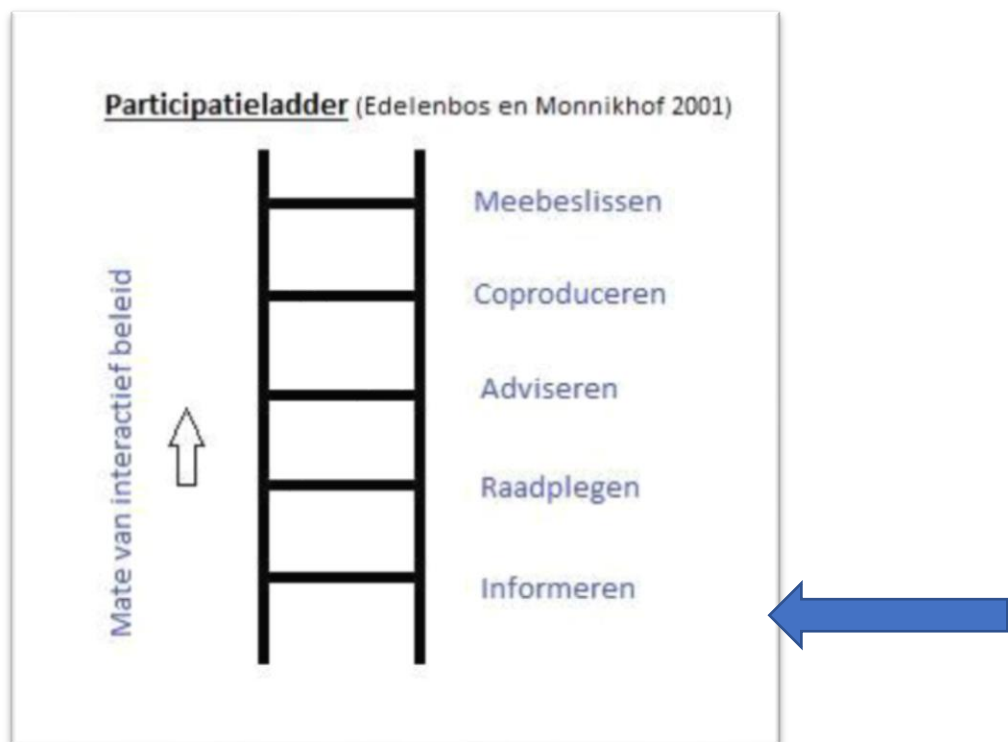 Participatieladder (Edelenbos en Monnikhof 2001)
Meebeslissen
Coproduceren
Adviseren
Raadplegen
Informeren
Mate van interactief beleid